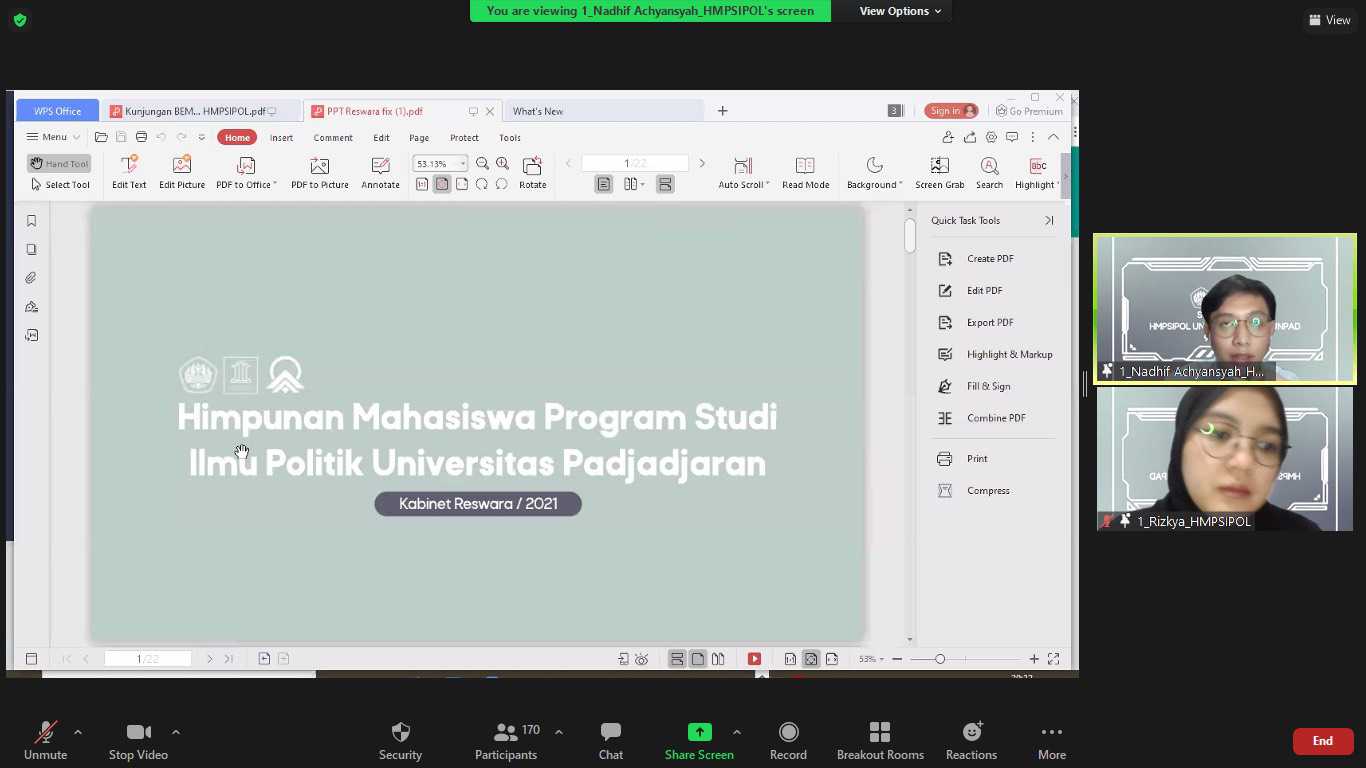 You are viewing 1_Nadhif Achyansyah_HMPSIPOL's screen
View Options
View
WPS Office
Kunjungan BEM... HMPSIPOL.pdf
PPT Reswara fix (1).pdf
What's New
3
Sign in
Go Premium
Menu
Home
Insert
Comment
Edit
Page
Protect
Tools
Hand Tool
Select Tool
Edit Text
Edit Picture
PDF to Office
PDF to Picture
Annotate
53.13%
Rotate
1/22
Auto Scroll
Read Mode
Background
Screen Grab
Search
Highlight
Quick Task Tools
Create PDF
Edit PDF
Export PDF
Highlight & Markup
Fill & Sign
Combine PDF
Print
Compress
Himpunan Mahasiswa Program Studi
Ilmu Politik Universitas Padjadjaran
Kabinet Reswara / 2021
1_Nadhif Achyansyah_H...
1_Rizkya_HMPSIPOL
1/22
53%
Unmute
Stop Video
Security
Participants
170
Chat
Share Screen
Record
Breakout Rooms
Reactions
More
End